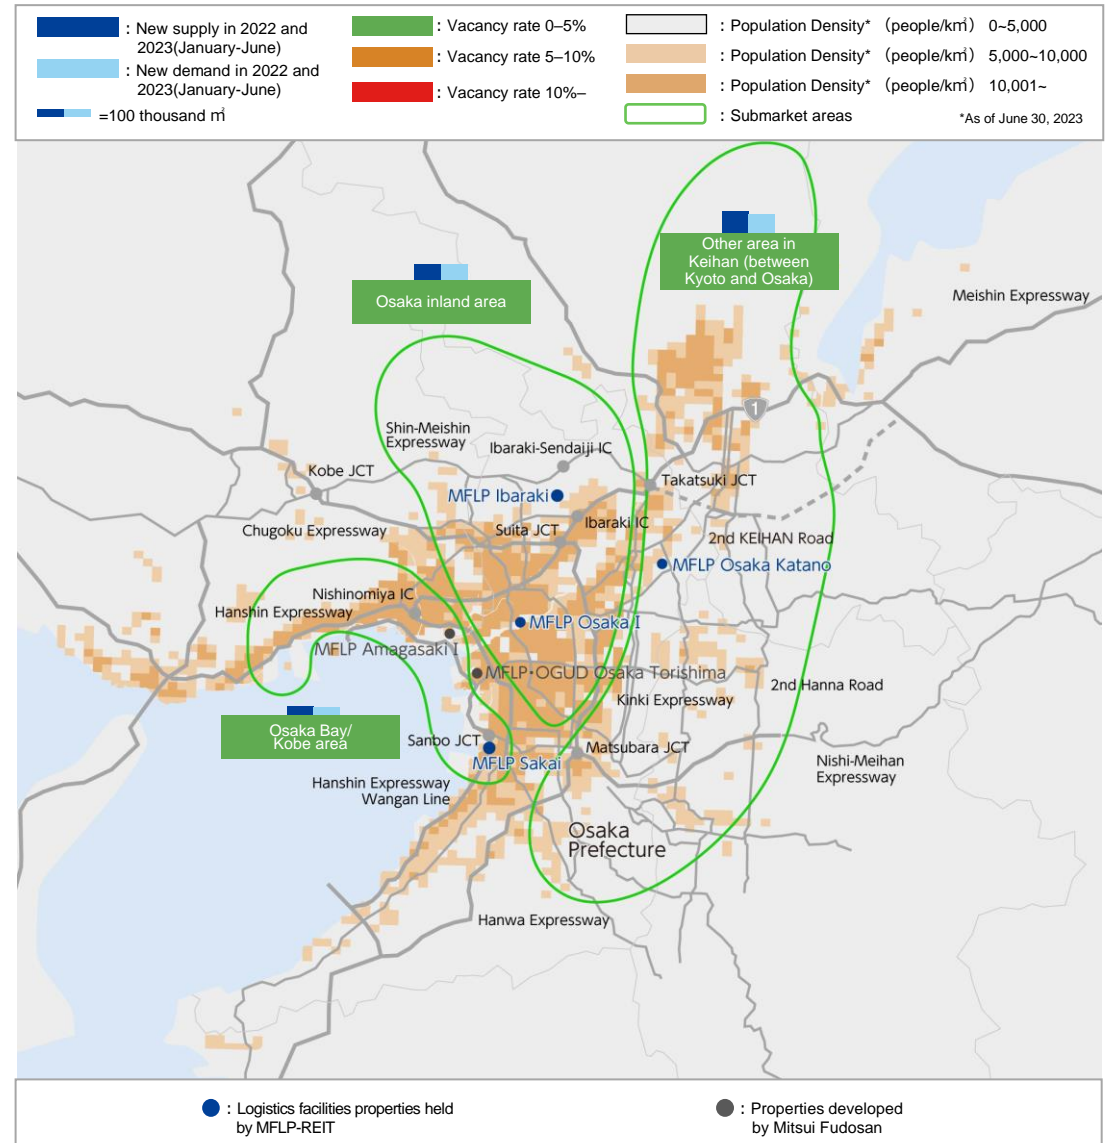 : New supply in 2022 and
2023(January-June)
: New demand in 2022 and
2023(January-June)
=100 thousand ㎡
: Vacancy rate 0–5%
: Vacancy rate 5–10%
: Vacancy rate 10%–
: Population Density* （people/k㎡） 0~5,000
: Population Density* （people/k㎡） 5,000~10,000
: Population Density* （people/k㎡） 10,001~
: Submarket areas
*As of June 30, 2023
Other area in
Keihan (between
Kyoto and Osaka)
Osaka inland area
Meishin Expressway
1
Shin-Meishin
Expressway
Ibaraki-Sendaiji IC
Kobe JCT
Takatsuki JCT
MFLP Ibaraki
Chugoku Expressway
Suita JCT
Ibaraki IC
2nd KEIHAN Road
MFLP Osaka Katano
Nishinomiya IC
Hanshin Expressway
MFLP Osaka I
MFLP Amagasaki I
MFLP・OGUD Osaka Torishima
2nd Hanna Road
Kinki Expressway
Osaka Bay/
Kobe area
Sanbo JCT
Matsubara JCT
MFLP Sakai
Nishi-Meihan
Expressway
Hanshin Expressway
Wangan Line
Osaka
Prefecture
Hanwa Expressway
: Logistics facilities properties held
by MFLP-REIT
: Properties developed
by Mitsui Fudosan